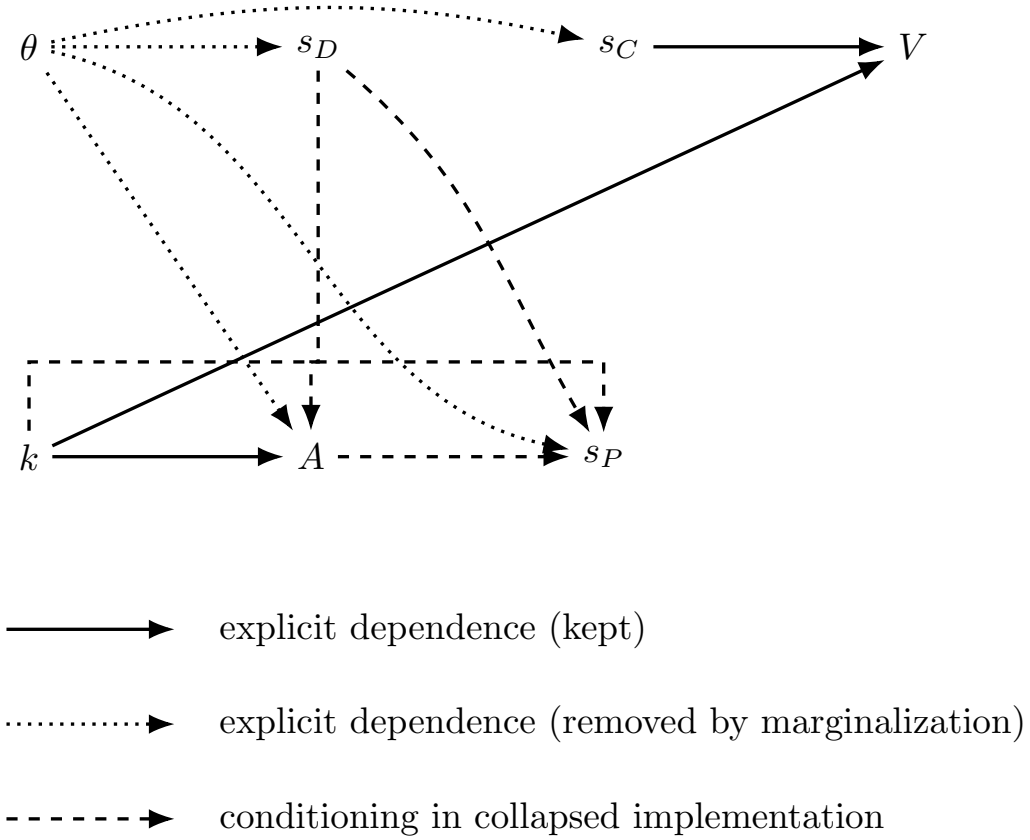 θ s_D s_C V
k A s_P
explicit dependence (kept)
explicit dependence (removed by marginalization)
conditioning in collapsed implementation